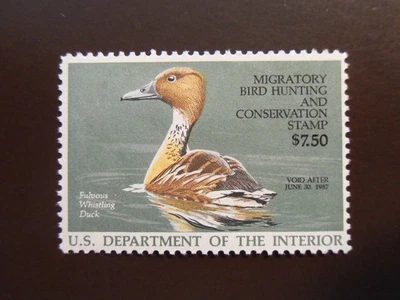 MIGRATORY
BIRD HUNTING
AND
CONSERVATION
STAMP
$7.50
VOID AFTER
JUNE 30, 1987
Fulvous
Whistling
Duck
U.S. DEPARTMENT OF THE INTERIOR